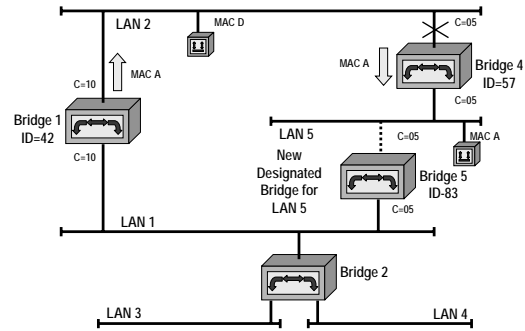 LAN 2
MAC D
C=05
C=10
MAC A
MAC A
Bridge 4
ID=57
Bridge 1
ID=42
C=05
C=10
LAN 5
C=05
MAC A
New
Designated
Bridge for
LAN 5
Bridge 5
ID-83
C=05
LAN 1
Bridge 2
LAN 3
LAN 4